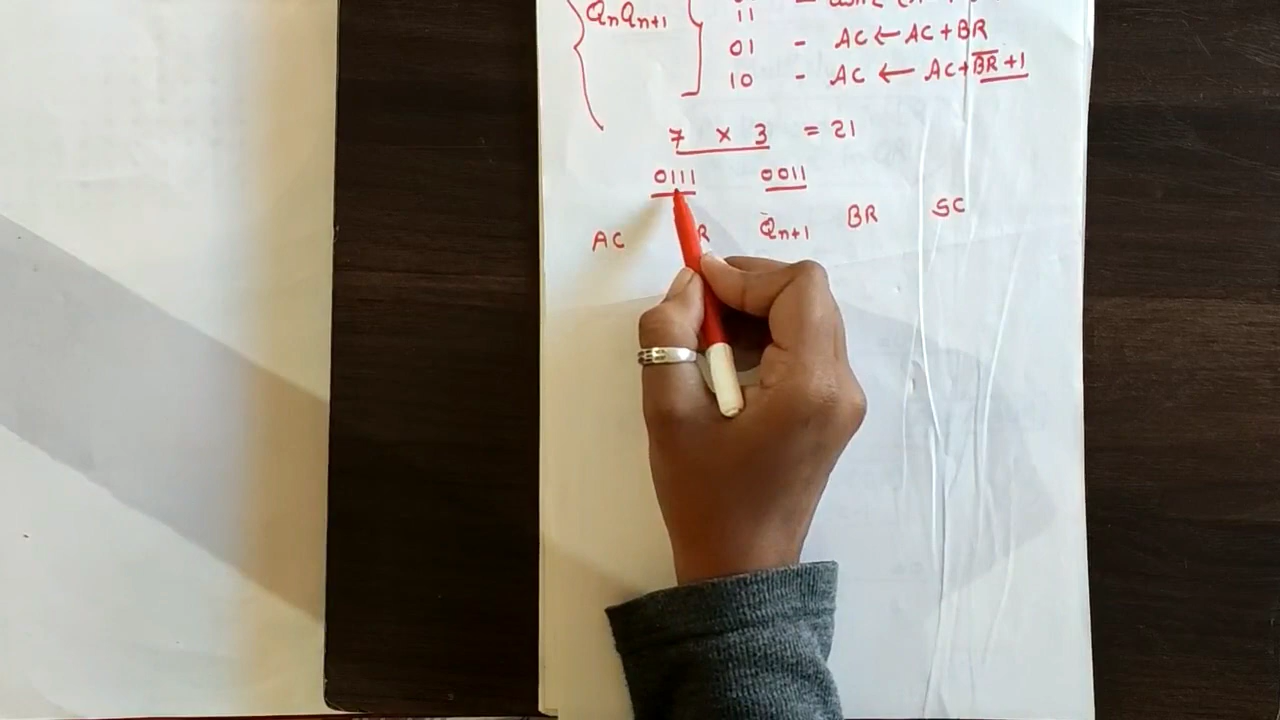 QnQn+1
11 -
01 - AC ← AC + BR
10 - AC ← AC + B̅R̅ + 1
7 × 3 = 21
0111 0011
AC R Qn+1 BR SC